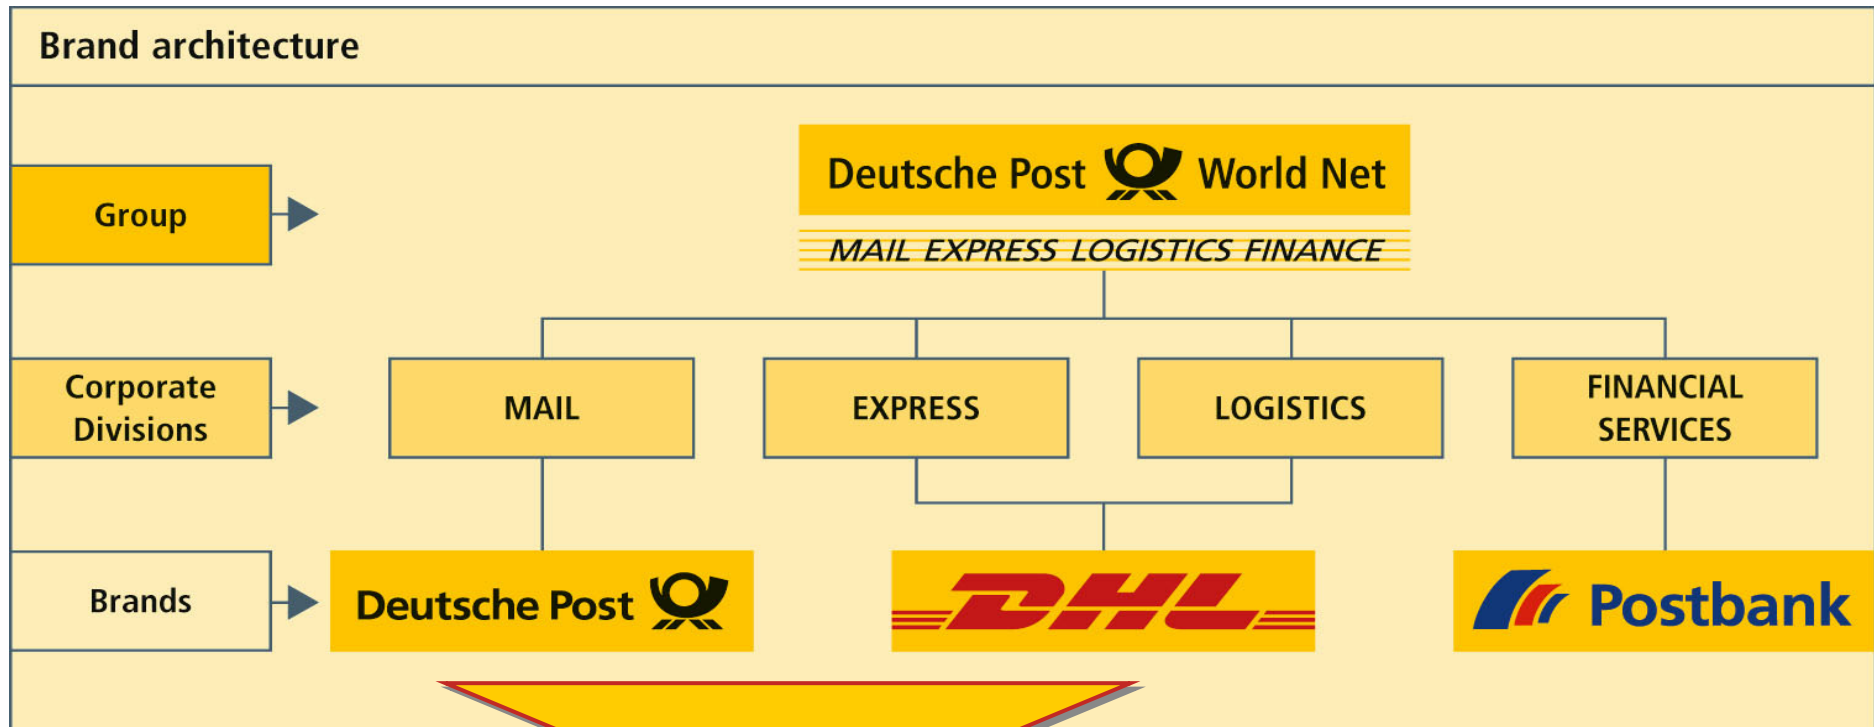 Brand architecture
Group
Deutsche Post World Net
MAIL EXPRESS LOGISTICS FINANCE
Corporate
Divisions
MAIL
EXPRESS
LOGISTICS
FINANCIAL
SERVICES
Brands
Deutsche Post
DHL
Postbank